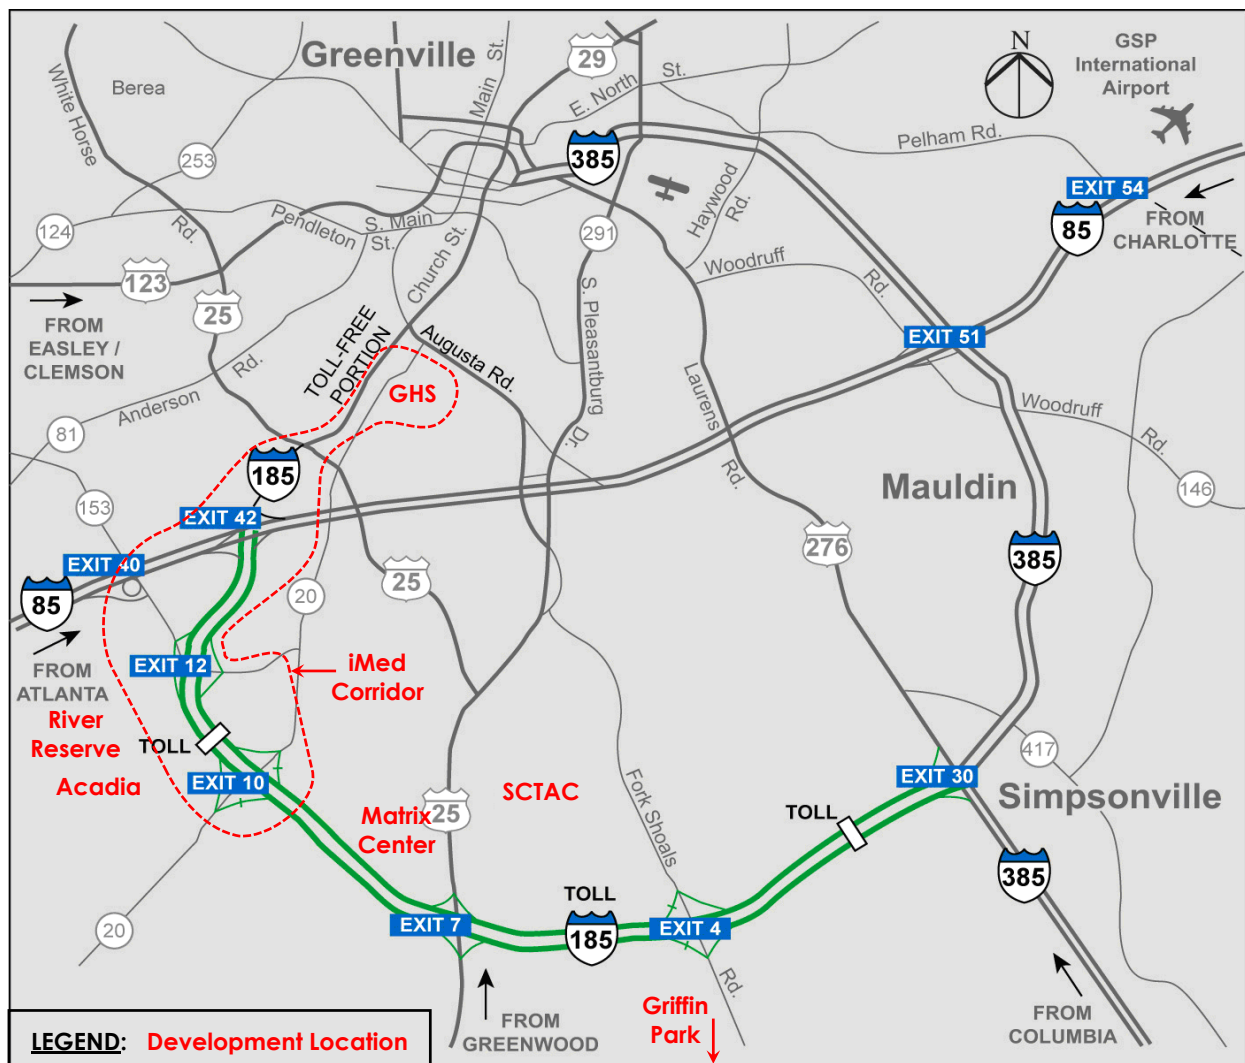 Greenville
Main St.
29
N
GSP
International
Airport
White Horse
Rd.
Berea
E. North
St.
253
385
Pelham Rd.
EXIT 54
FROM
CHARLOTTE
85
Haywood
Rd.
124
Pendleton
St.
S. Main
Church St.
291
Woodruff
Rd.
123
25
FROM
EASLEY /
CLEMSON
TOLL-FREE
PORTION
Augusta Rd.
S. Pleasantburg
Dr.
EXIT 51
Anderson
Rd.
GHS
Laurens
Rd.
Woodruff
Rd.
81
185
Mauldin
146
153
EXIT 42
276
385
EXIT 40
85
25
20
FROM
ATLANTA
EXIT 12
iMed
Corridor
River
Reserve
TOLL
417
Acadia
EXIT 10
SCTAC
Fork Shoals
Rd.
EXIT 30
Simpsonville
Matrix
Center
25
TOLL
385
20
EXIT 7
TOLL
185
EXIT 4
FROM
GREENWOOD
Griffin
Park
FROM
COLUMBIA
LEGEND: Development Location